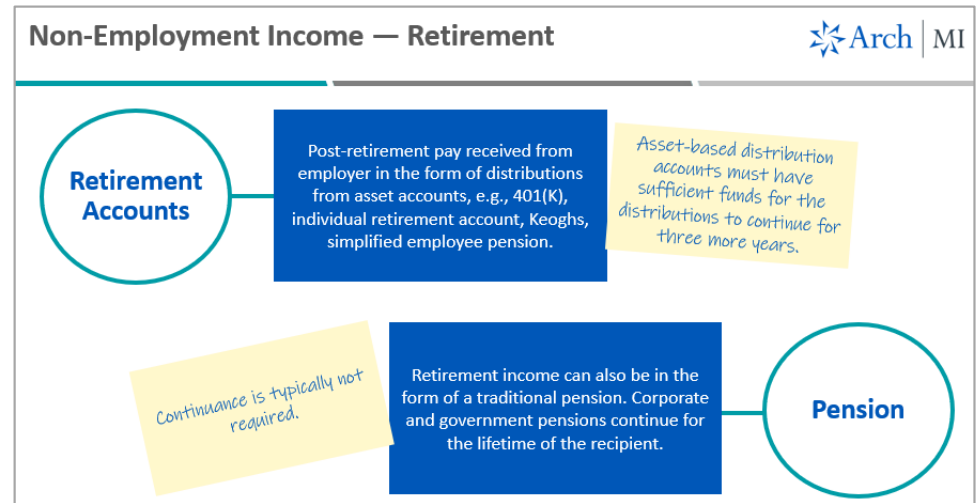 Non-Employment Income — Retirement
Arch | MI
Retirement
Accounts
Post-retirement pay received from
employer in the form of distributions
from asset accounts, e.g., 401(K),
individual retirement account, Keoghs,
simplified employee pension.
Asset-based distribution
accounts must have
sufficient funds for the
distributions to continue for
three more years.
Continuance is typically not
required.
Retirement income can also be in the
form of a traditional pension. Corporate
and government pensions continue for
the lifetime of the recipient.
Pension